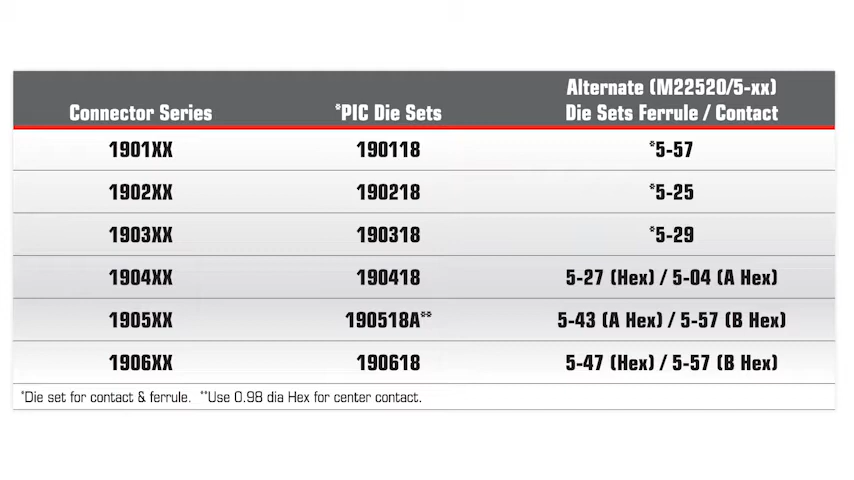 Connector Series *PIC Die Sets Alternate (M22520/5-xx) Die Sets Ferrule / Contact
1901XX 190118 *5-57
1902XX 190218 *5-25
1903XX 190318 *5-29
1904XX 190418 5-27 (Hex) / 5-04 (A Hex)
1905XX 190518A** 5-43 (A Hex) / 5-57 (B Hex)
1906XX 190618 5-47 (Hex) / 5-57 (B Hex)
*Die set for contact & ferrule. **Use 0.98 dia Hex for center contact.